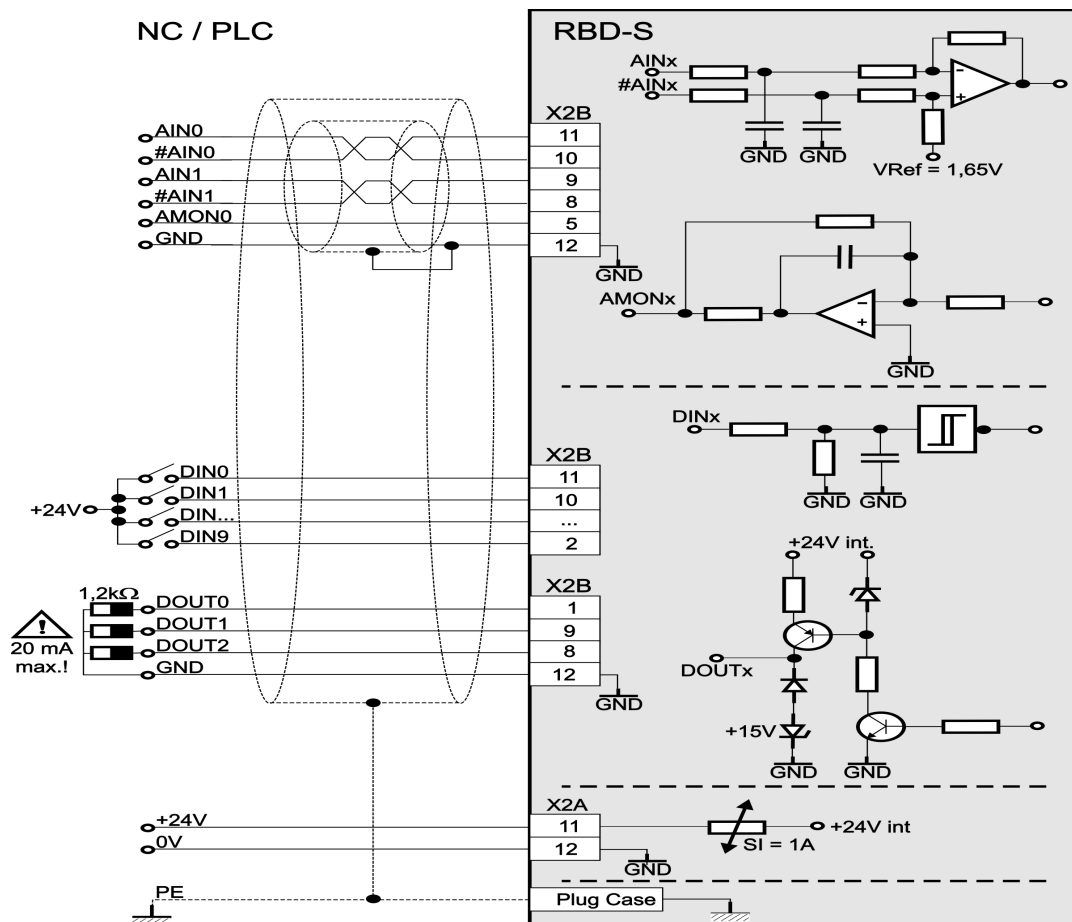 NC / PLC
RBD-S
AINx
#AINx
GND
GND
VRef = 1,65V
X2B
AIN0
11
#AIN0
10
AIN1
9
#AIN1
8
AMON0
5
GND
12
GND
AMONx
GND
DINx
GND
GND
X2B
DIN0
11
DIN1
10
+24V
DIN...
...
DIN9
2
+24V int.
X2B
1,2kΩ
DOUT0
1
DOUT1
9
DOUT2
8
GND
12
GND
20 mA
max.!
DOUTx
+15V
GND
GND
X2A
+24V
11
+24V int
0V
12
GND
SI = 1A
PE
Plug Case